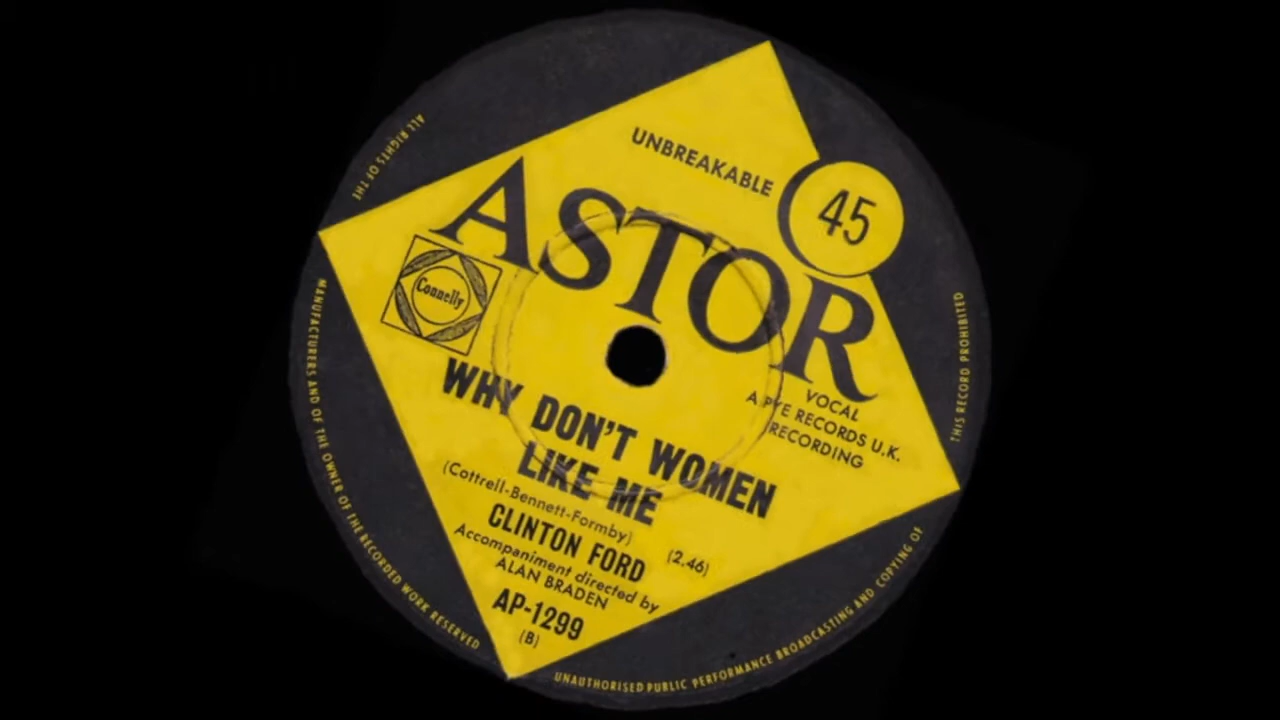 UNBREAKABLE
45
ASTOR
Connelly
VOCAL
A PYE RECORDS U.K.
RECORDING
WHY DON'T WOMEN
LIKE ME
(Cottrell-Bennett-Formby)
(2.46)
CLINTON FORD
Accompaniment directed by
ALAN BRADEN
AP-1299
(B)
ALL RIGHTS OF THE
MANUFACTURERS AND OF THE OWNER OF THE RECORDED WORK RESERVED
UNAUTHORISED PUBLIC PERFORMANCE BROADCASTING AND COPYING OF
THIS RECORD PROHIBITED